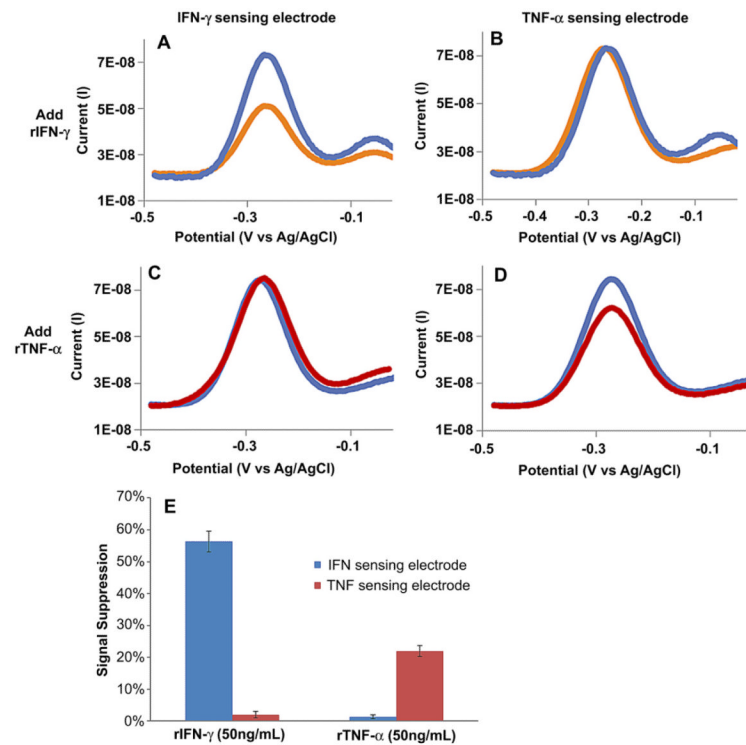 IFN-γ sensing electrode
TNF-α sensing electrode
A
B
Add
rIFN-γ
Current (I)
7E-08
5E-08
3E-08
1E-08
-0.5
-0.3
-0.1
Potential (V vs Ag/AgCl)
Current (I)
7E-08
5E-08
3E-08
1E-08
-0.5
-0.4
-0.3
-0.2
-0.1
Potential (V vs Ag/AgCl)
C
D
Add
rTNF-α
Current (I)
7E-08
5E-08
3E-08
1E-08
-0.5
-0.3
-0.1
Potential (V vs Ag/AgCl)
Current (I)
7E-08
5E-08
3E-08
1E-08
-0.5
-0.3
-0.1
Potential (V vs Ag/AgCl)
E
Signal Suppression
70%
60%
50%
40%
30%
20%
10%
0%
IFN sensing electrode
TNF sensing electrode
rIFN-γ (50ng/mL)
rTNF-α (50ng/mL)